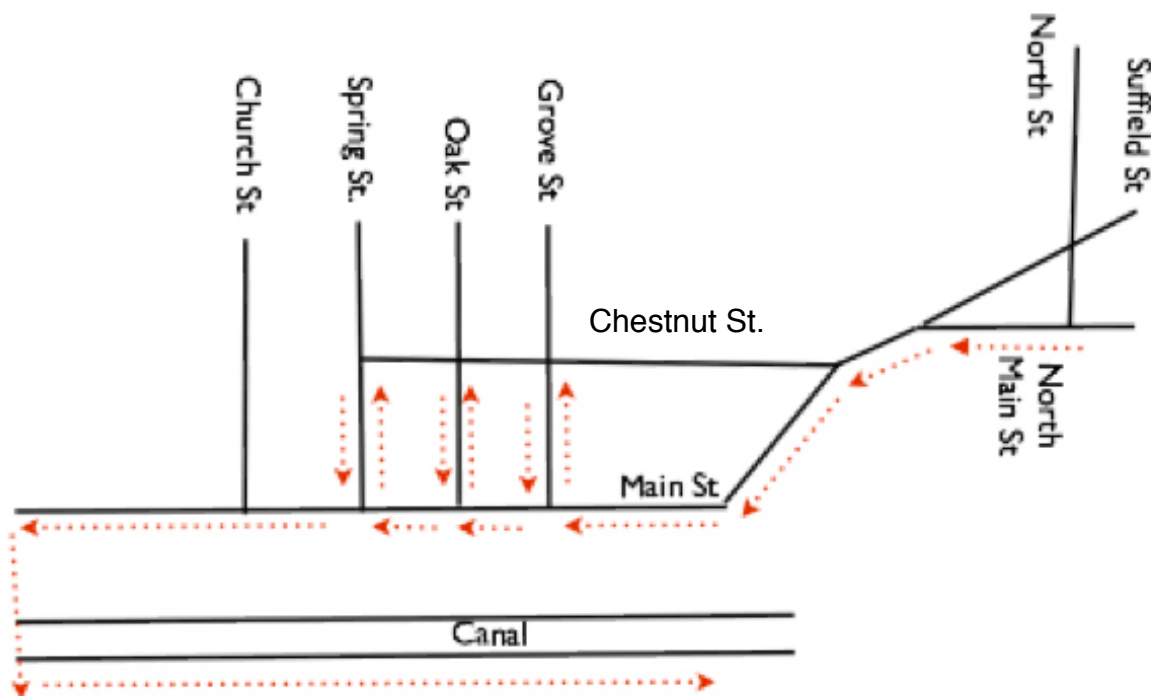 Church St
Spring St.
Oak St
Grove St
North St
Suffield St
Chestnut St.
North
Main St
Main St
Canal